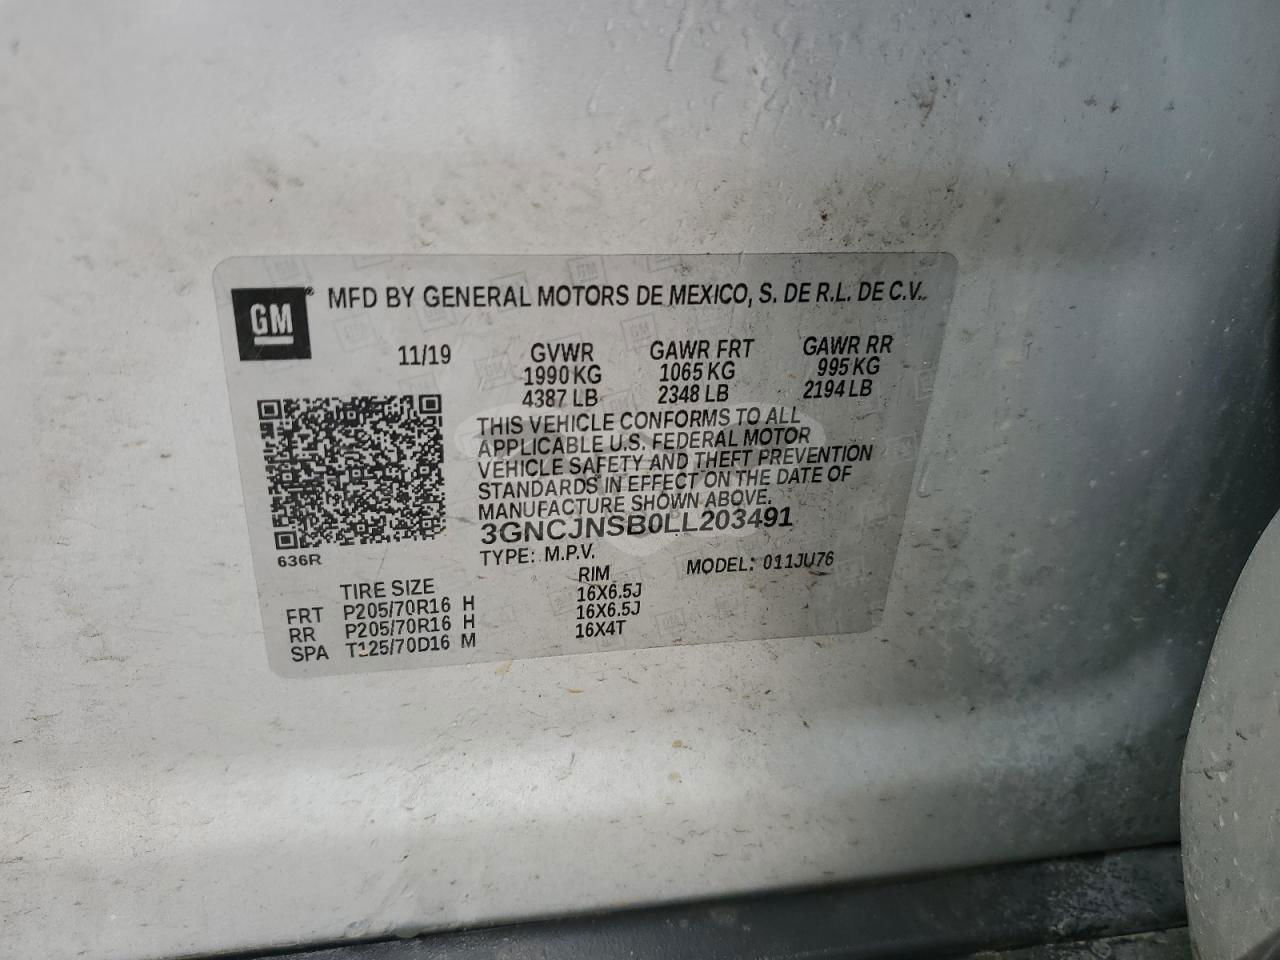 GM
MFD BY GENERAL MOTORS DE MEXICO, S. DE R.L. DE C.V.
11/19 GVWR GAWR FRT GAWR RR
1990 KG 1065 KG 995 KG
4387 LB 2348 LB 2194 LB
THIS VEHICLE CONFORMS TO ALL
APPLICABLE U.S. FEDERAL MOTOR
VEHICLE SAFETY AND THEFT PREVENTION
STANDARDS IN EFFECT ON THE DATE OF
MANUFACTURE SHOWN ABOVE.
3GNCJNSB0LL203491
636R
TYPE: M.P.V. MODEL: 011JU76
TIRE SIZE RIM
FRT P205/70R16 H 16X6.5J
RR P205/70R16 H 16X6.5J
SPA T125/70D16 M 16X4T